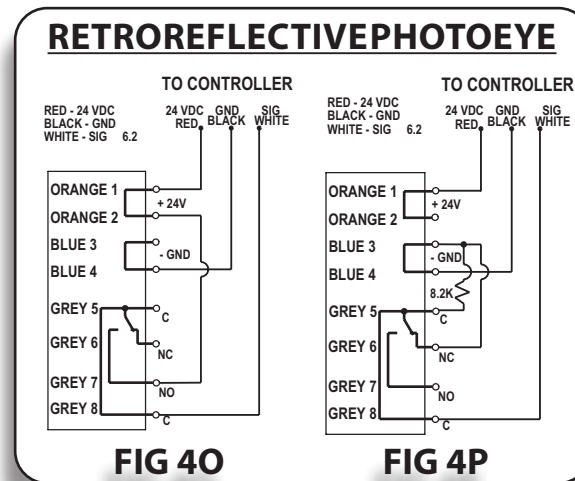 RETROREFLECTIVEPHOTOEYE
TO CONTROLLER
RED - 24 VDC
BLACK - GND
WHITE - SIG 6.2
24 VDC GND SIG
RED BLACK WHITE
ORANGE 1
+ 24V
ORANGE 2
BLUE 3
- GND
BLUE 4
GREY 5
C
GREY 6
NC
GREY 7
NO
GREY 8
C
FIG 4O
TO CONTROLLER
RED - 24 VDC
BLACK - GND
WHITE - SIG 6.2
24 VDC GND SIG
RED BLACK WHITE
ORANGE 1
+ 24V
ORANGE 2
BLUE 3
- GND
BLUE 4
8.2K
GREY 5
C
GREY 6
NC
GREY 7
NO
GREY 8
C
FIG 4P